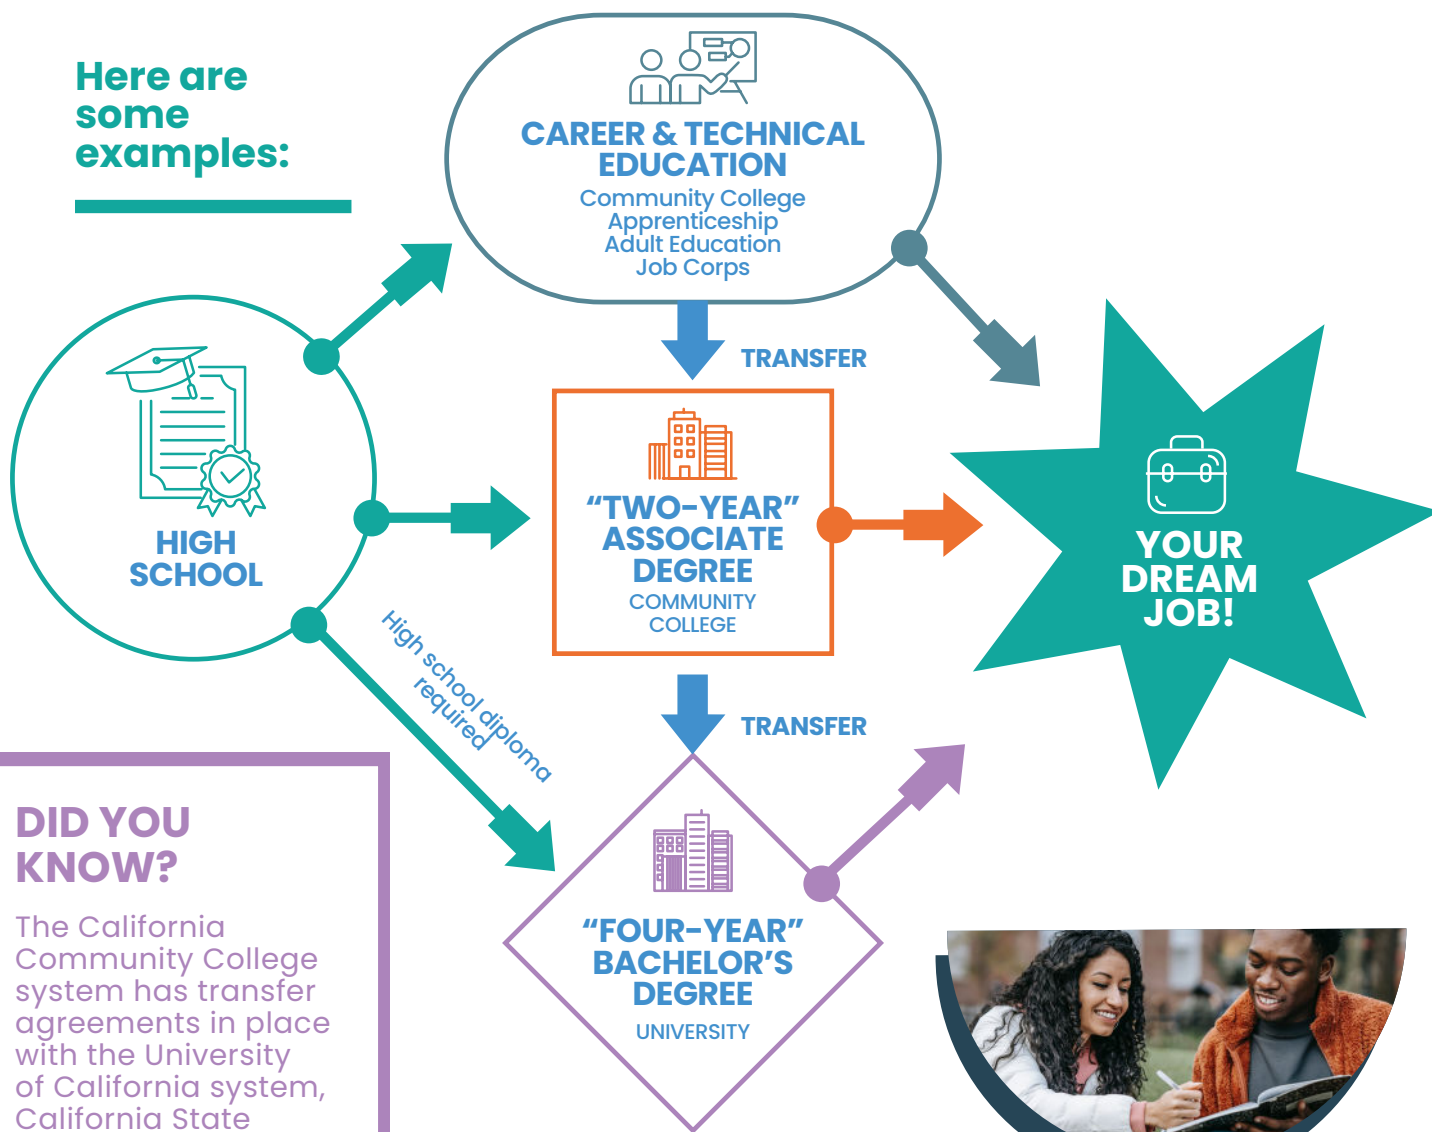 Here are
some
examples:
CAREER & TECHNICAL
EDUCATION
Community College
Apprenticeship
Adult Education
Job Corps
TRANSFER
HIGH
SCHOOL
“TWO-YEAR”
ASSOCIATE
DEGREE
COMMUNITY
COLLEGE
YOUR
DREAM
JOB!
High school diploma
required
TRANSFER
“FOUR-YEAR”
BACHELOR’S
DEGREE
UNIVERSITY
DID YOU
KNOW?
The California
Community College
system has transfer
agreements in place
with the University
of California system,
California State